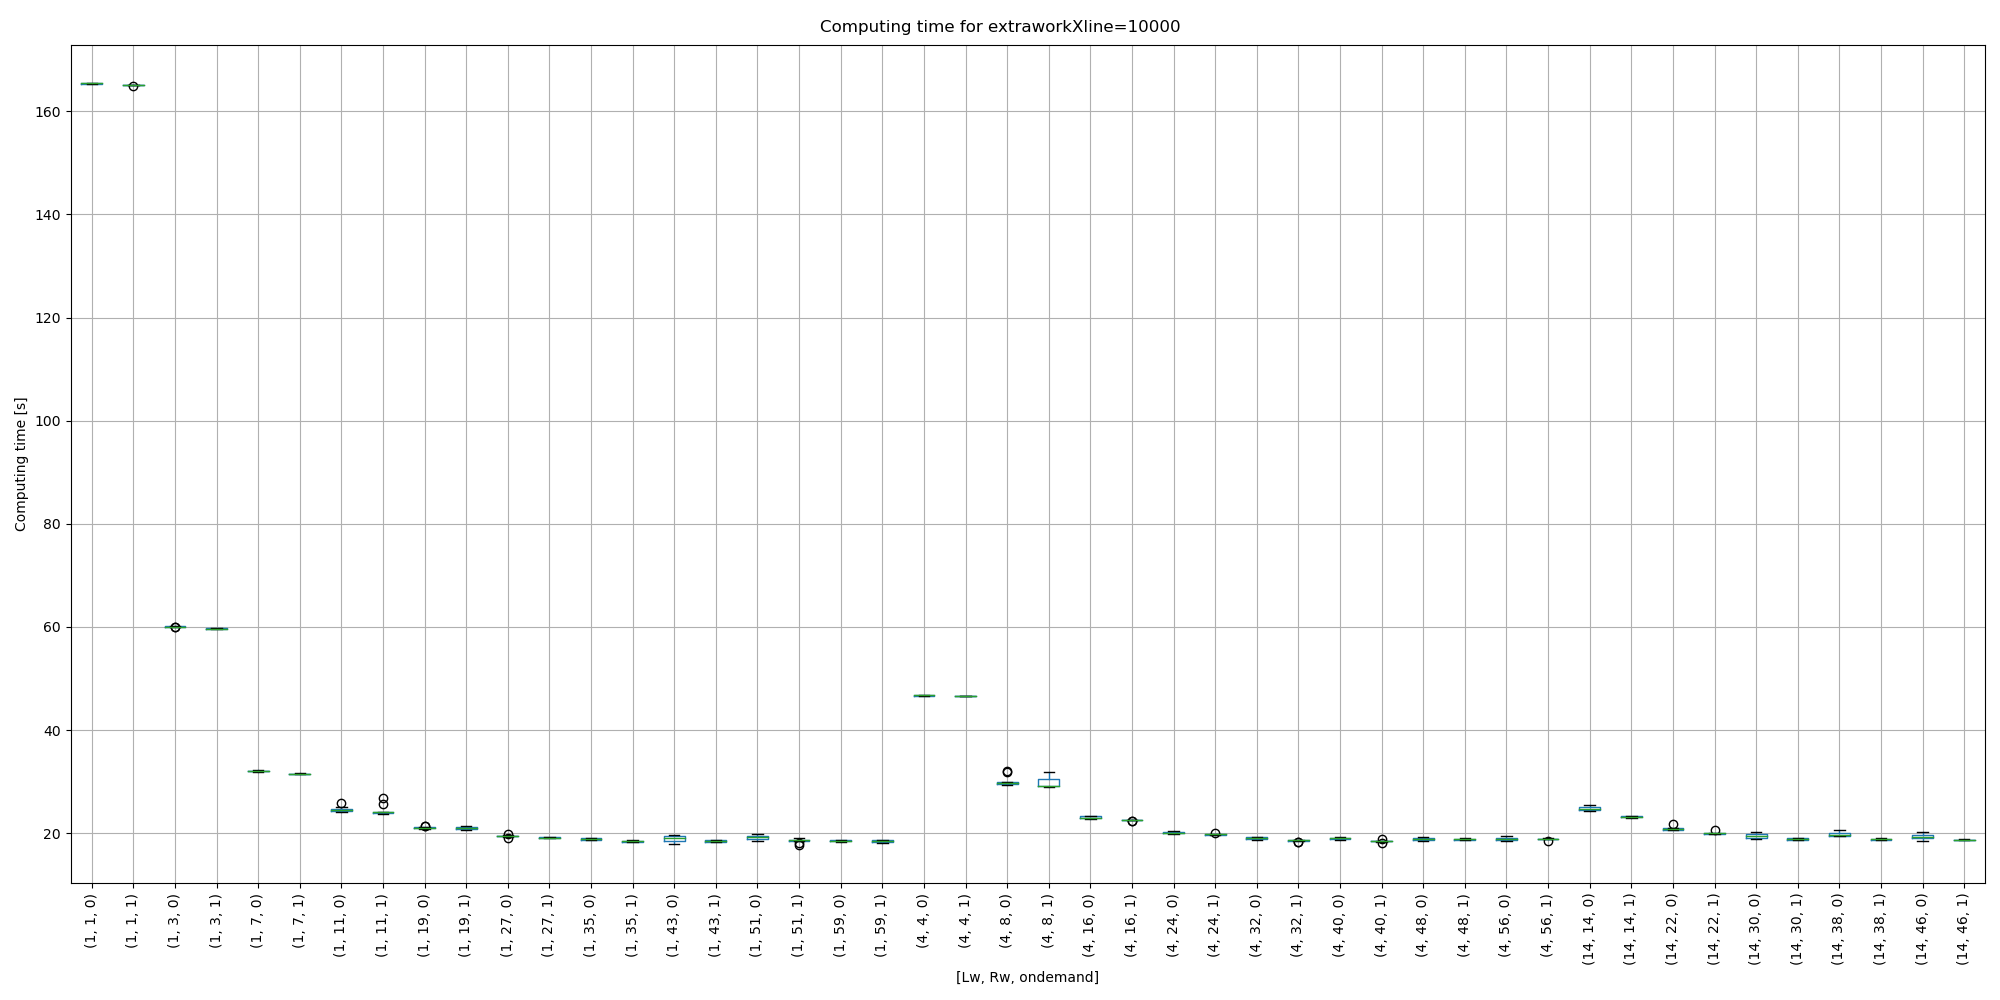 Computing time for extraworkXline=10000
Computing time [s]
160
140
120
100
80
60
40
20
(1, 1, 0)
(1, 1, 1)
(1, 3, 0)
(1, 3, 1)
(1, 7, 0)
(1, 7, 1)
(1, 11, 0)
(1, 11, 1)
(1, 19, 0)
(1, 19, 1)
(1, 27, 0)
(1, 27, 1)
(1, 35, 0)
(1, 35, 1)
(1, 43, 0)
(1, 43, 1)
(1, 51, 0)
(1, 51, 1)
(1, 59, 0)
(1, 59, 1)
(4, 4, 0)
(4, 4, 1)
(4, 8, 0)
(4, 8, 1)
(4, 16, 0)
(4, 16, 1)
(4, 24, 0)
(4, 24, 1)
(4, 32, 0)
(4, 32, 1)
(4, 40, 0)
(4, 40, 1)
(4, 48, 0)
(4, 48, 1)
(4, 56, 0)
(4, 56, 1)
(14, 14, 0)
(14, 14, 1)
(14, 22, 0)
(14, 22, 1)
(14, 30, 0)
(14, 30, 1)
(14, 38, 0)
(14, 38, 1)
(14, 46, 0)
(14, 46, 1)
[Lw, Rw, ondemand]